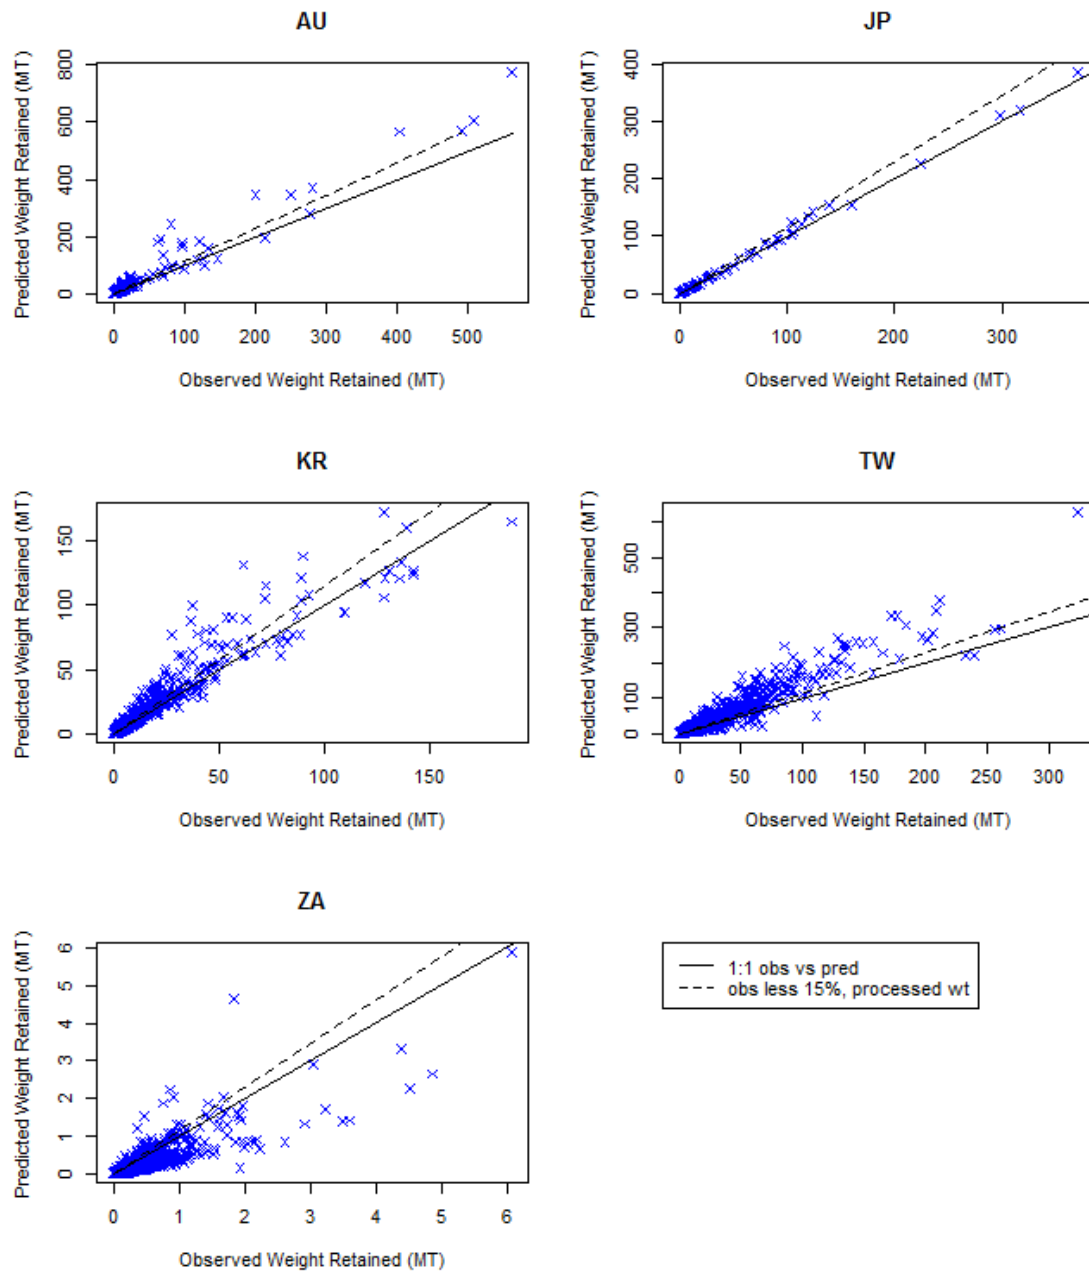 AU
Predicted Weight Retained (MT)
800
600
400
200
0
0 100 200 300 400 500
Observed Weight Retained (MT)
JP
Predicted Weight Retained (MT)
400
300
200
100
0
0 100 300
Observed Weight Retained (MT)
KR
Predicted Weight Retained (MT)
150
100
50
0
0 50 100 150
Observed Weight Retained (MT)
TW
Predicted Weight Retained (MT)
500
300
100
0
0 50 100 150 200 250 300
Observed Weight Retained (MT)
ZA
Predicted Weight Retained (MT)
6
5
4
3
2
1
0
0 1 2 3 4 5 6
Observed Weight Retained (MT)
1:1 obs vs pred
obs less 15%, processed wt